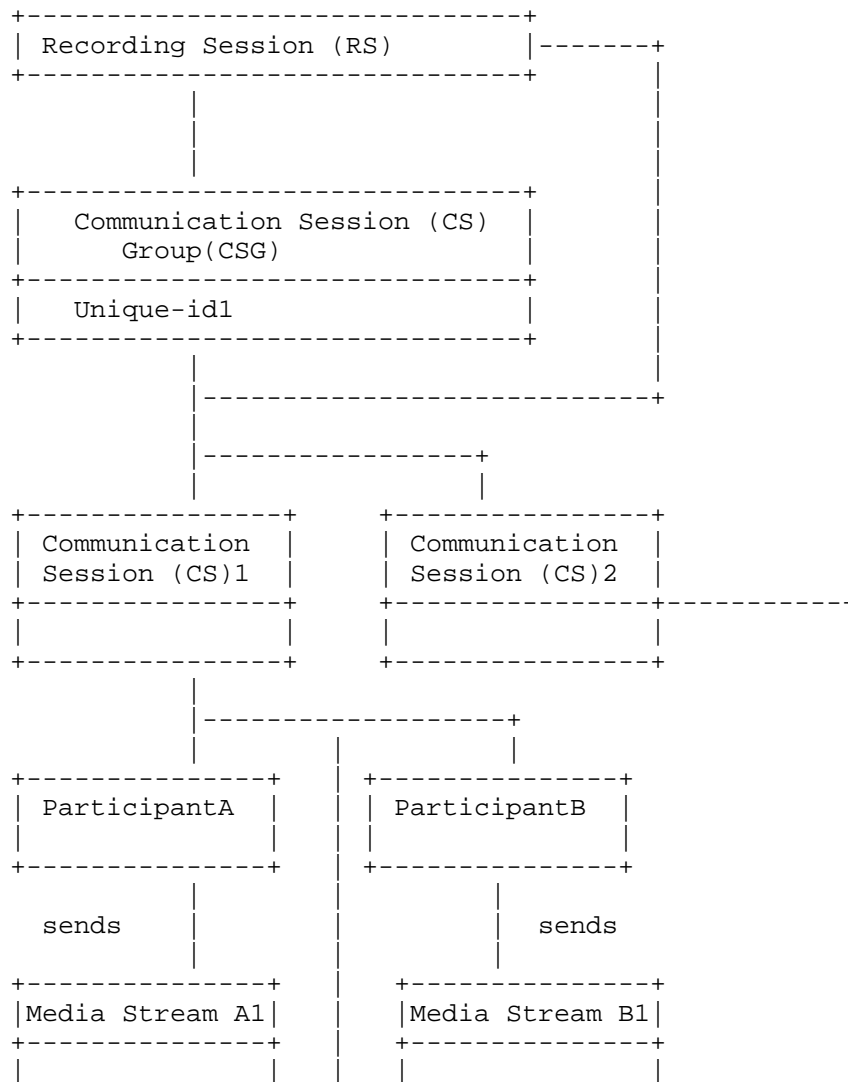 Recording Session (RS)
Communication Session (CS)
Group(CSG)
Unique-id1
Communication
Session (CS)1
Communication
Session (CS)2
ParticipantA
ParticipantB
sends
sends
Media Stream A1
Media Stream B1